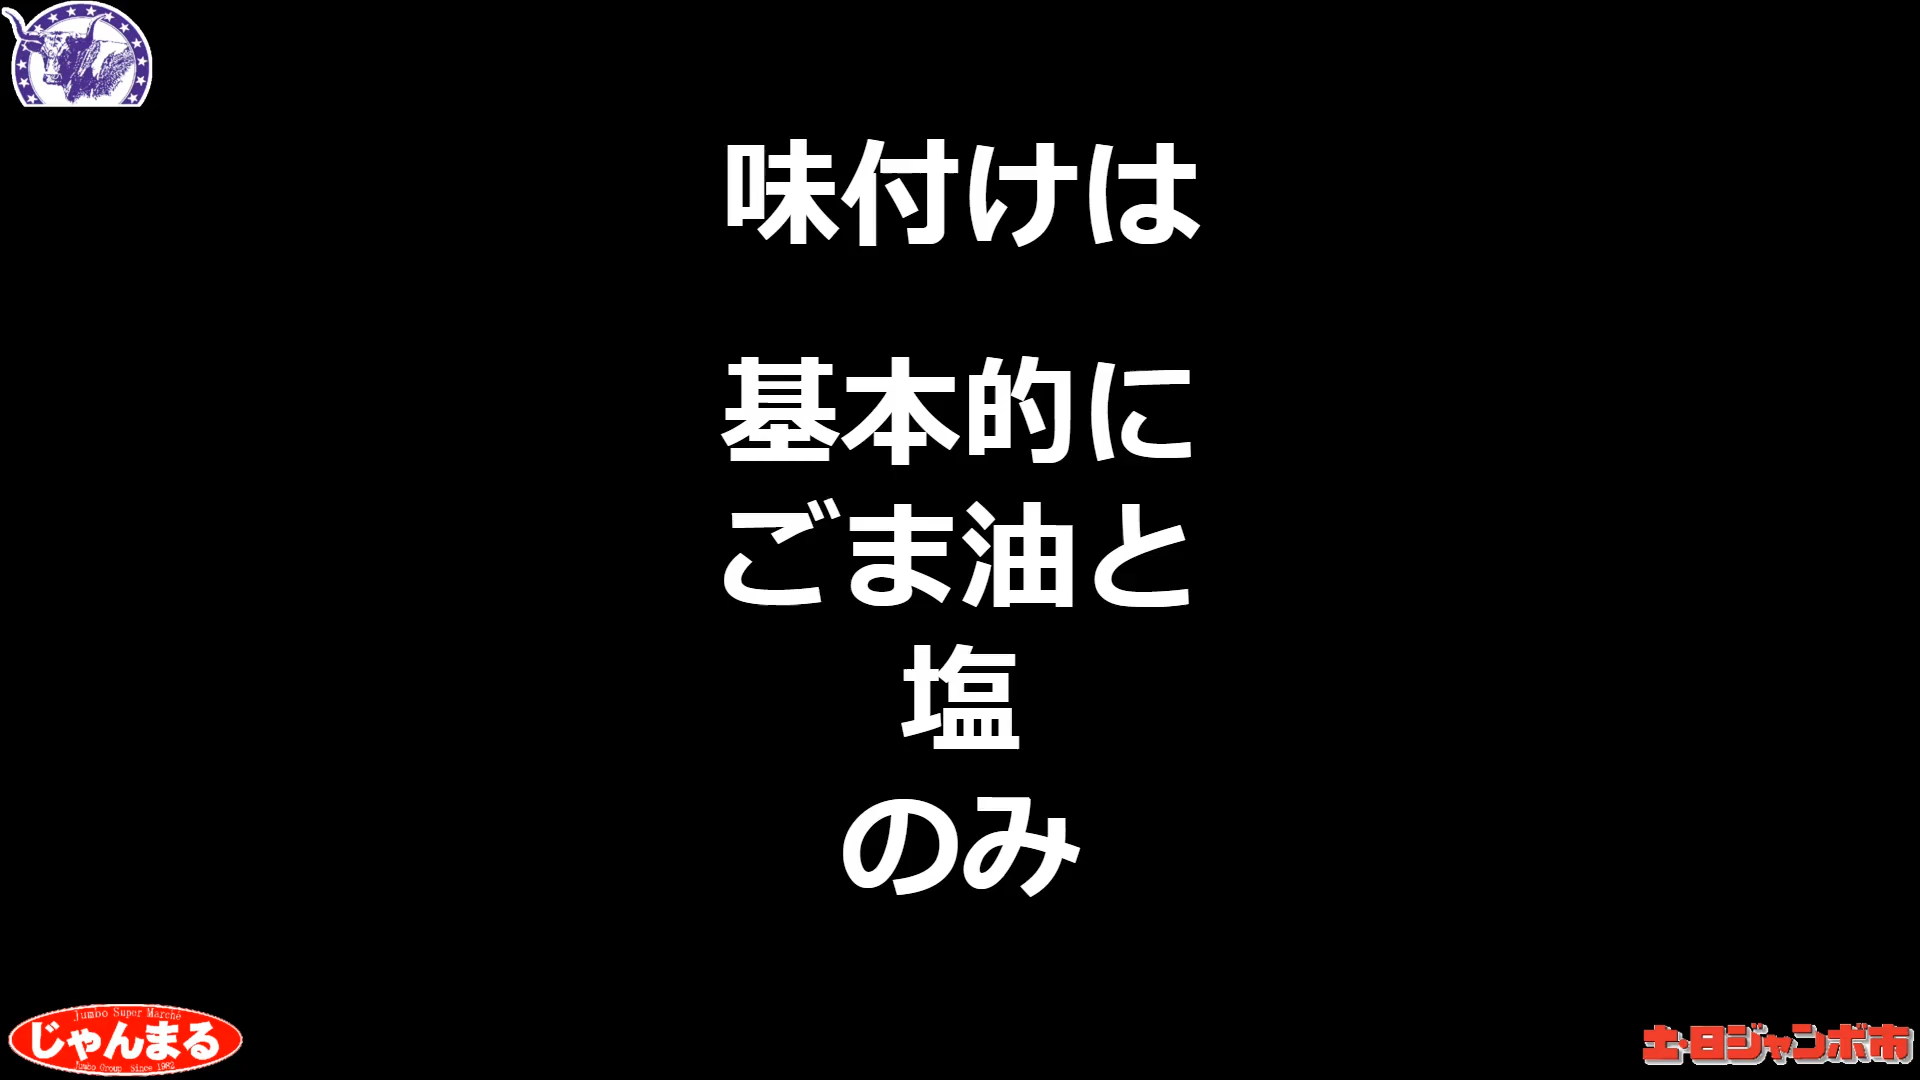 味付けは
基本的に
ごま油と
塩
のみ
Jumbo Super Marché
じゃんまる
Jumbo Group Since 1982
土・日ジャンボ市